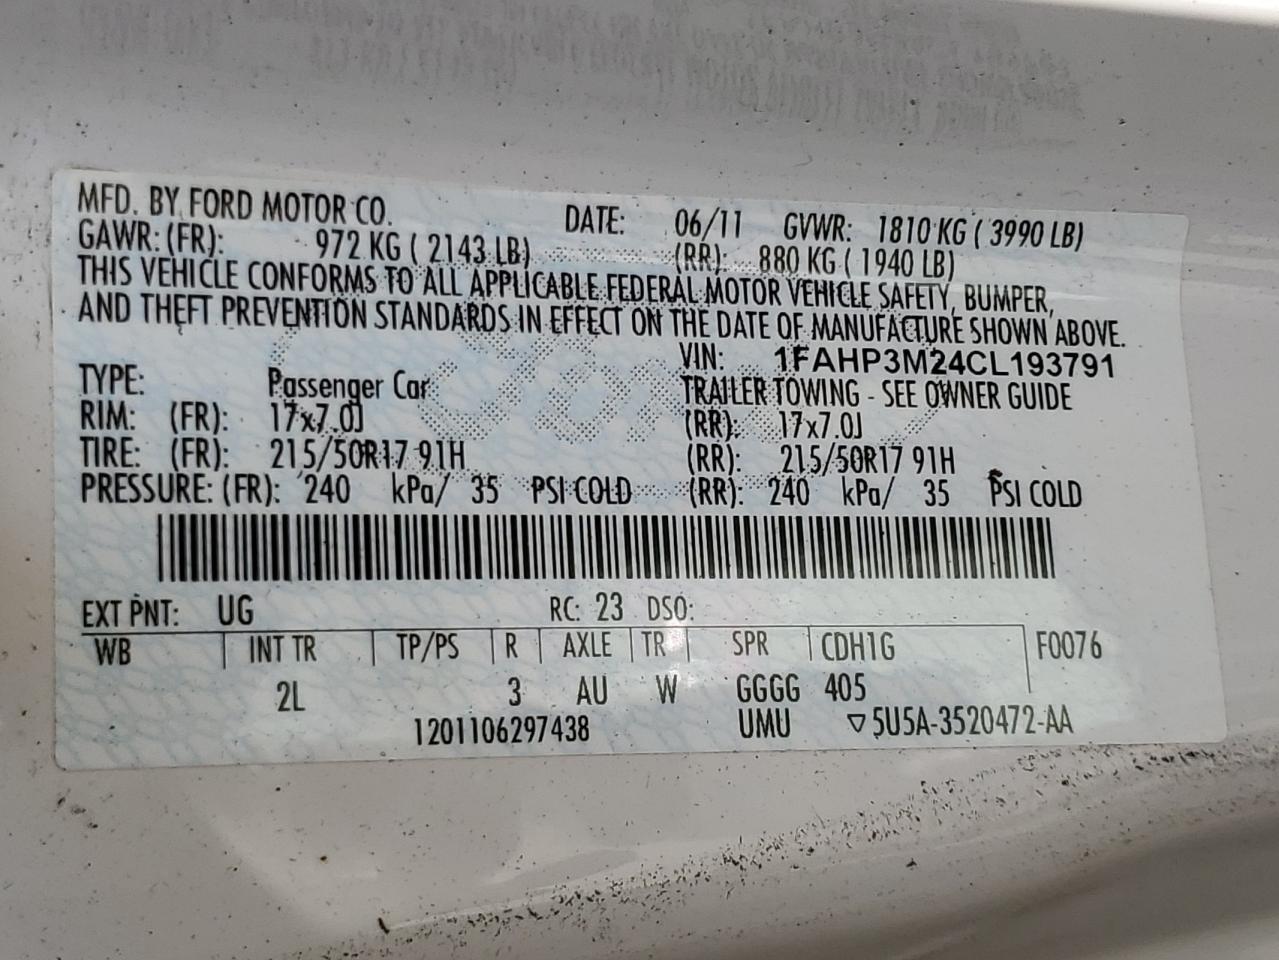 MFD. BY FORD MOTOR CO. DATE: 06/11 GVWR: 1810 KG ( 3990 LB)
GAWR: (FR): 972 KG ( 2143 LB) (RR): 880 KG ( 1940 LB)
THIS VEHICLE CONFORMS TO ALL APPLICABLE FEDERAL MOTOR VEHICLE SAFETY, BUMPER,
AND THEFT PREVENTION STANDARDS IN EFFECT ON THE DATE OF MANUFACTURE SHOWN ABOVE.
VIN: 1FAHP3M24CL193791
TYPE: Passenger Car TRAILER TOWING - SEE OWNER GUIDE
RIM: (FR): 17x7.0J (RR): 17x7.0J
TIRE: (FR): 215/50R17 91H (RR): 215/50R17 91H
PRESSURE: (FR): 240 kPa/ 35 PSI COLD (RR): 240 kPa/ 35 PSI COLD
EXT PNT: UG RC: 23 DSO:
WB INT TR TP/PS R AXLE TR SPR CDH1G F0076
2L 3 AU W GGGG 405
1201106297438 UMU ▽5U5A-3520472-AA